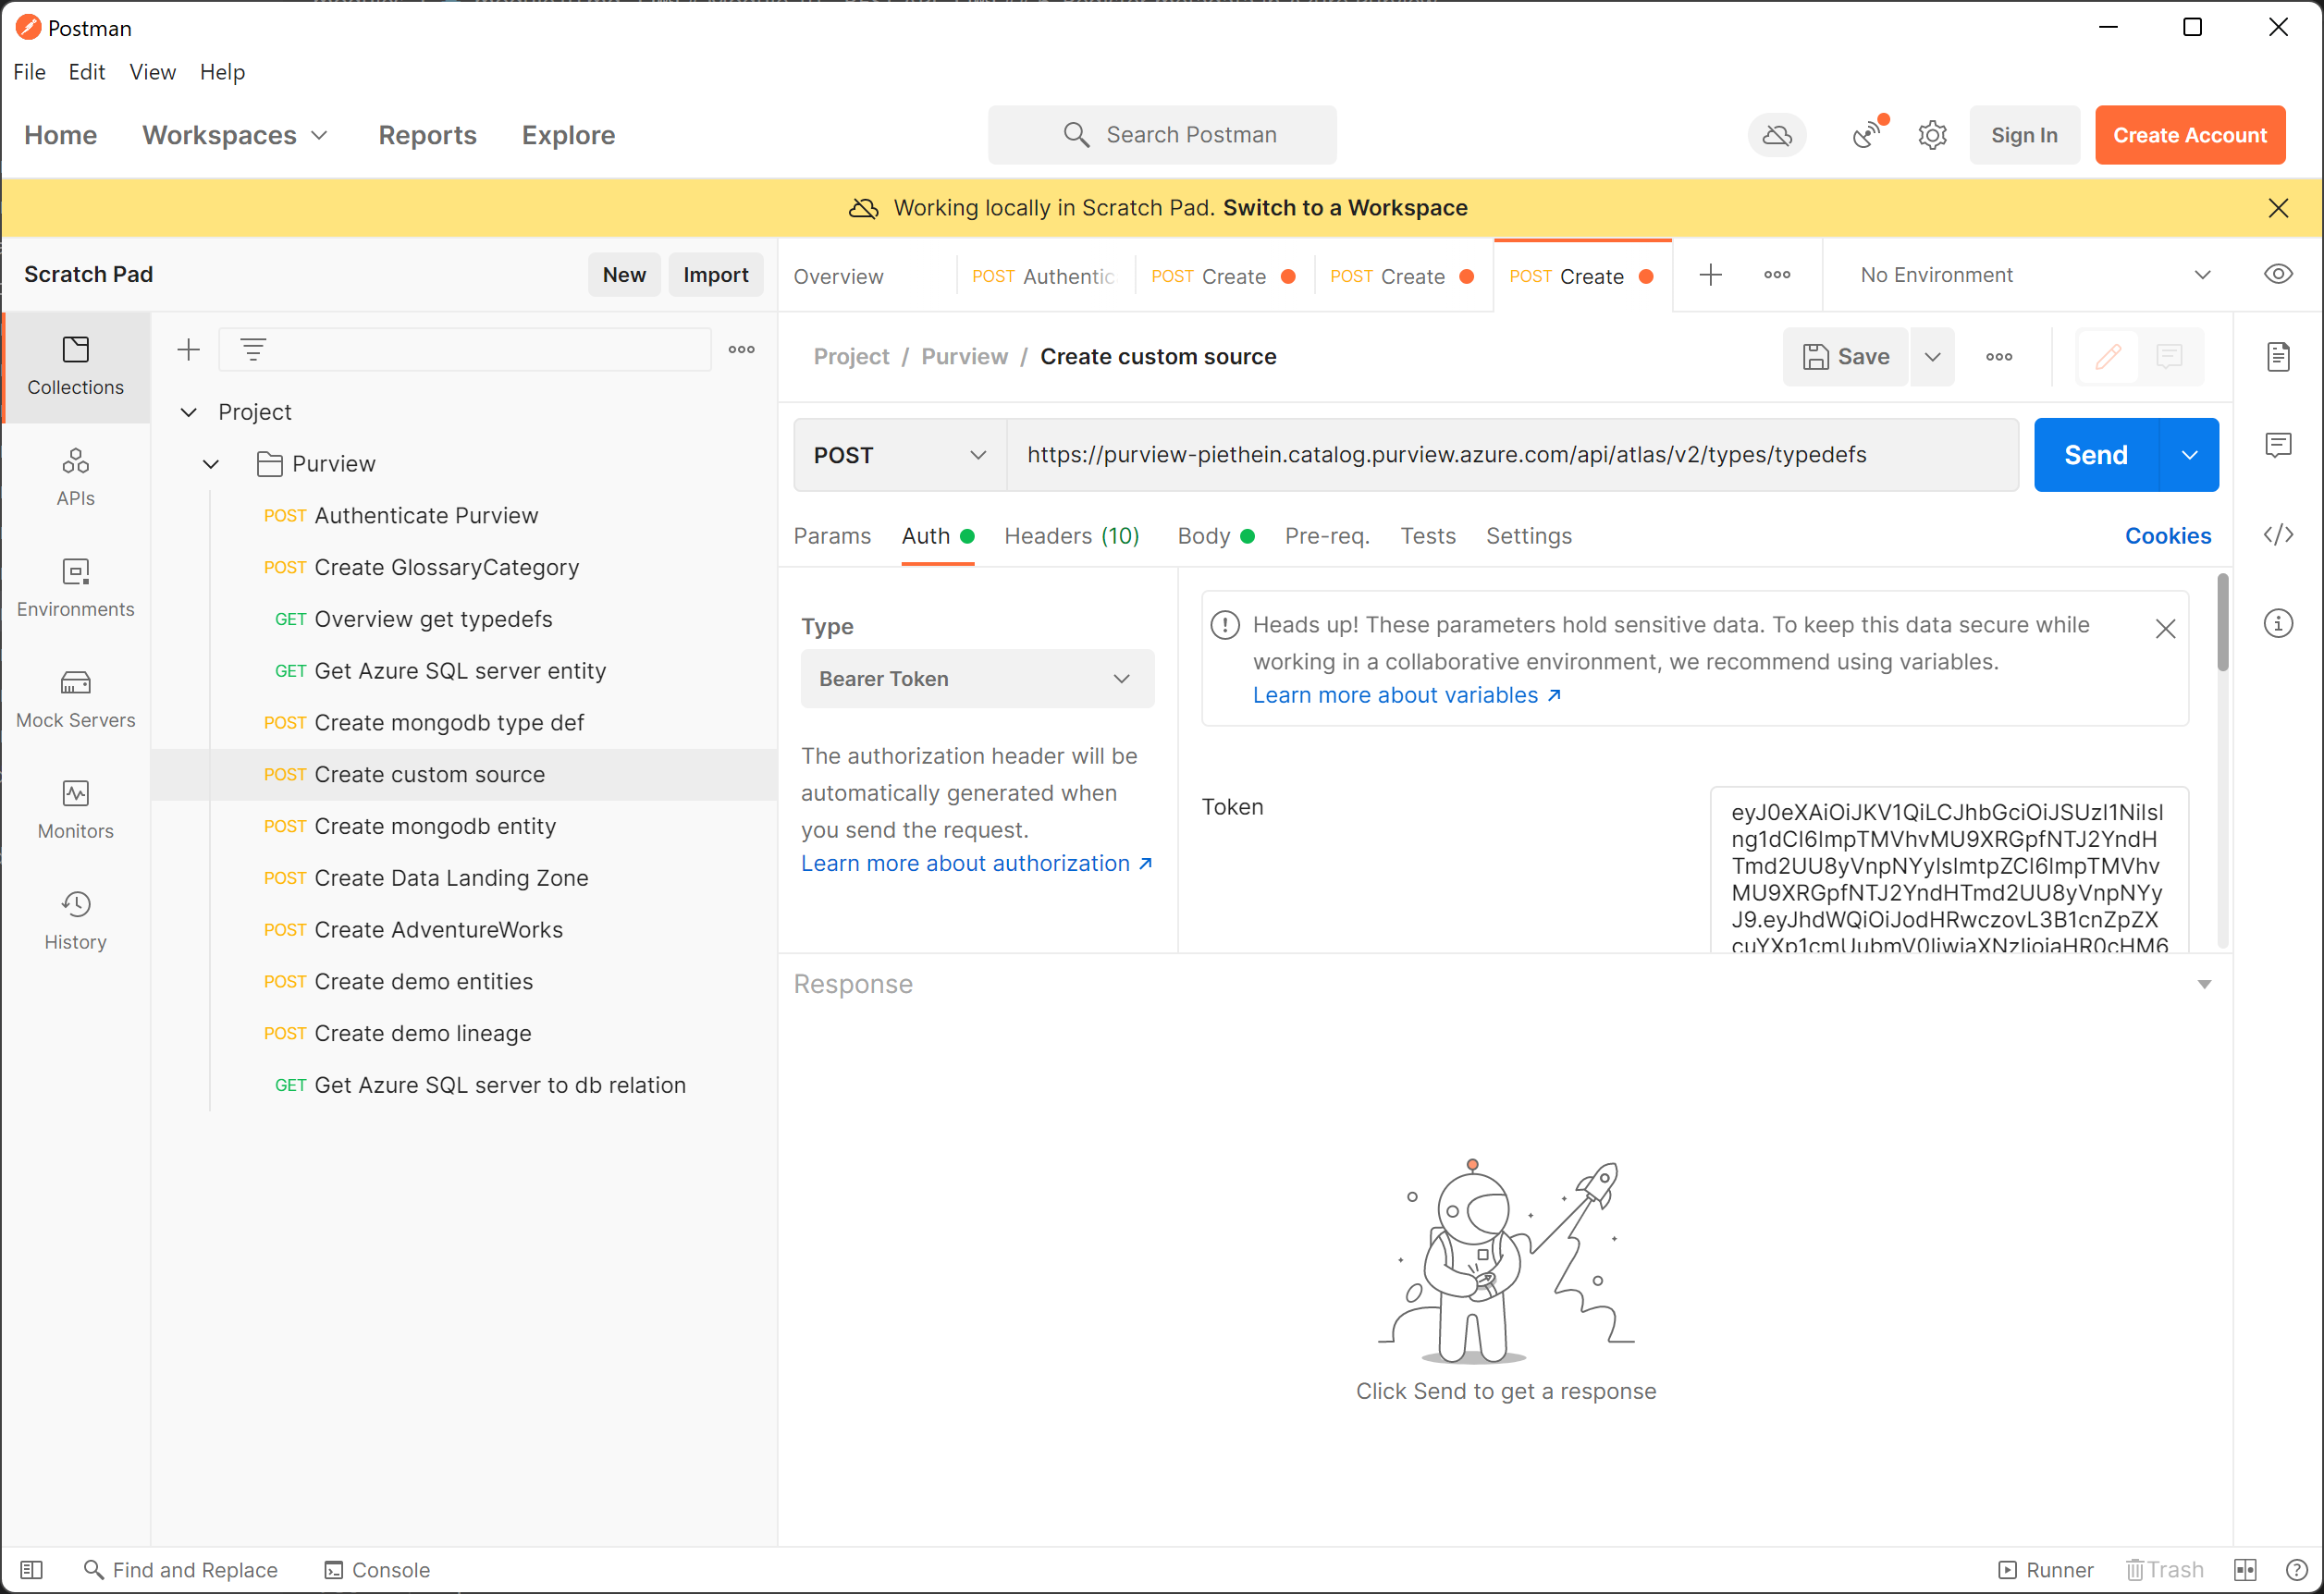 Postman
File Edit View Help
Home Workspaces Reports Explore
Search Postman
Sign In
Create Account
Working locally in Scratch Pad. Switch to a Workspace
Scratch Pad
New
Import
Overview
POST Authentic
POST Create
POST Create
POST Create
No Environment
Collections
APIs
Environments
Mock Servers
Monitors
History
Project
Purview
POST Authenticate Purview
POST Create GlossaryCategory
GET Overview get typedefs
GET Get Azure SQL server entity
POST Create mongodb type def
POST Create custom source
POST Create mongodb entity
POST Create Data Landing Zone
POST Create AdventureWorks
POST Create demo entities
POST Create demo lineage
GET Get Azure SQL server to db relation
Project / Purview / Create custom source
Save
POST
https://purview-piethein.catalog.purview.azure.com/api/atlas/v2/types/typedefs
Send
Params Auth Headers (10) Body Pre-req. Tests Settings
Cookies
Type
Bearer Token
The authorization header will be
automatically generated when
you send the request.
Learn more about authorization ↗
Heads up! These parameters hold sensitive data. To keep this data secure while
working in a collaborative environment, we recommend using variables.
Learn more about variables ↗
Token
eyJ0eXAiOiJKV1QiLCJhbGciOiJSUzI1NiIsI
ng1dCI6ImpTMVhvMU9XRGpfNTJ2YndH
Tmd2UU8yVnpNYyIsImtpZCI6ImpTMVhv
MU9XRGpfNTJ2YndHTmd2UU8yVnpNYy
J9.eyJhdWQiOiJodHRwczovL3B1cnZpZX
cuYXp1cmUubmV0IiwiaXNzIjoiaHR0cHM6
Response
Click Send to get a response
Find and Replace
Console
Runner
Trash